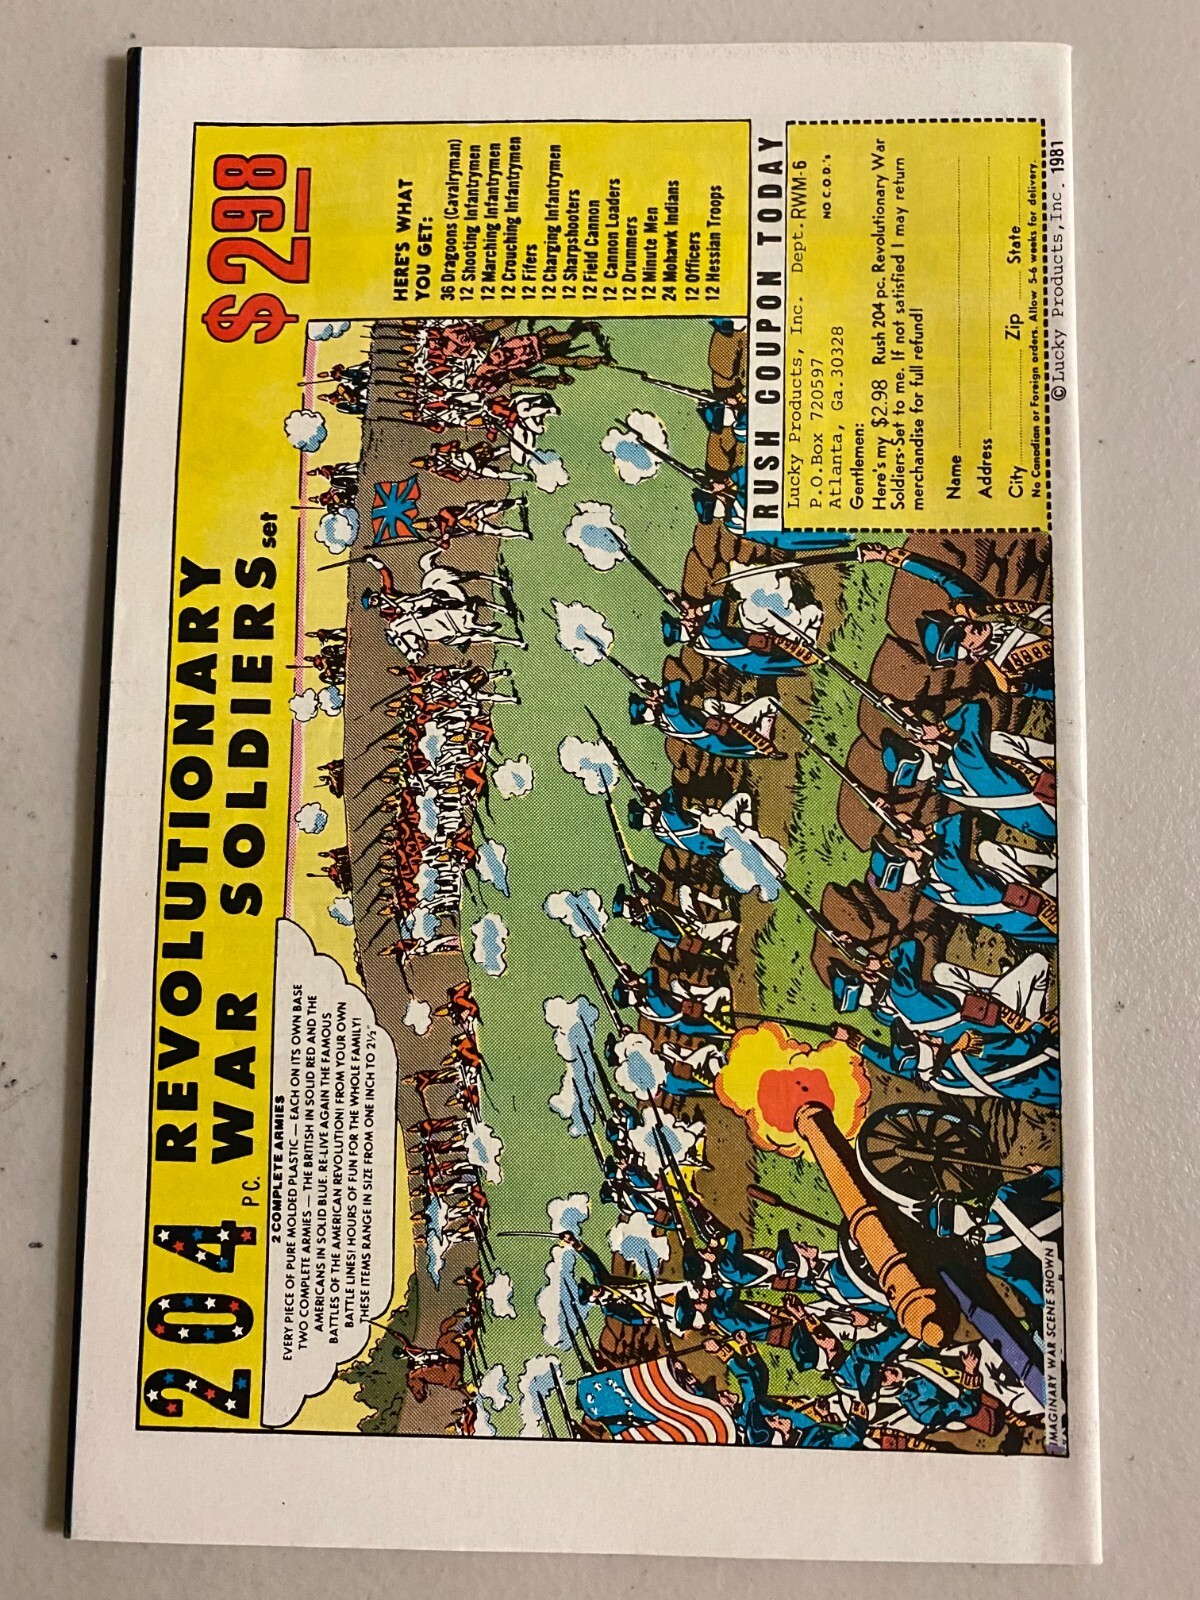 204 PC. REVOLUTIONARY
WAR SOLDIERS set
$298
2 COMPLETE ARMIES
EVERY PIECE OF PURE MOLDED PLASTIC — EACH ON ITS OWN BASE
TWO COMPLETE ARMIES — THE BRITISH IN SOLID RED AND THE
AMERICANS IN SOLID BLUE. RE-LIVE AGAIN THE FAMOUS
BATTLES OF THE AMERICAN REVOLUTION! FROM YOUR OWN
BATTLE LINES! HOURS OF FUN FOR THE WHOLE FAMILY!
THESE ITEMS RANGE IN SIZE FROM ONE INCH TO 2½"
HERE'S WHAT
YOU GET:
36 Dragoons (Cavalryman)
12 Shooting Infantrymen
12 Marching Infantrymen
12 Crouching Infantrymen
12 Fifers
12 Charging Infantrymen
12 Sharpshooters
12 Field Cannon
12 Cannon Loaders
12 Drummers
12 Minute Men
24 Mohawk Indians
12 Officers
12 Hessian Troops
RUSH COUPON TODAY
Lucky Products, Inc. Dept.RWM-6
P.O.Box 720597
NO C.O.D.'s
Atlanta, Ga.30328
Gentlemen:
Here's my $2.98 Rush 204 pc. Revolutionary War
Soldiers-Set to me. If not satisfied I may return
merchandise for full refund!
Name
Address
City Zip State
No Canadian or Foreign orders. Allow 5-6 weeks for delivery.
©Lucky Products,Inc. 1981
IMAGINARY WAR SCENE SHOWN